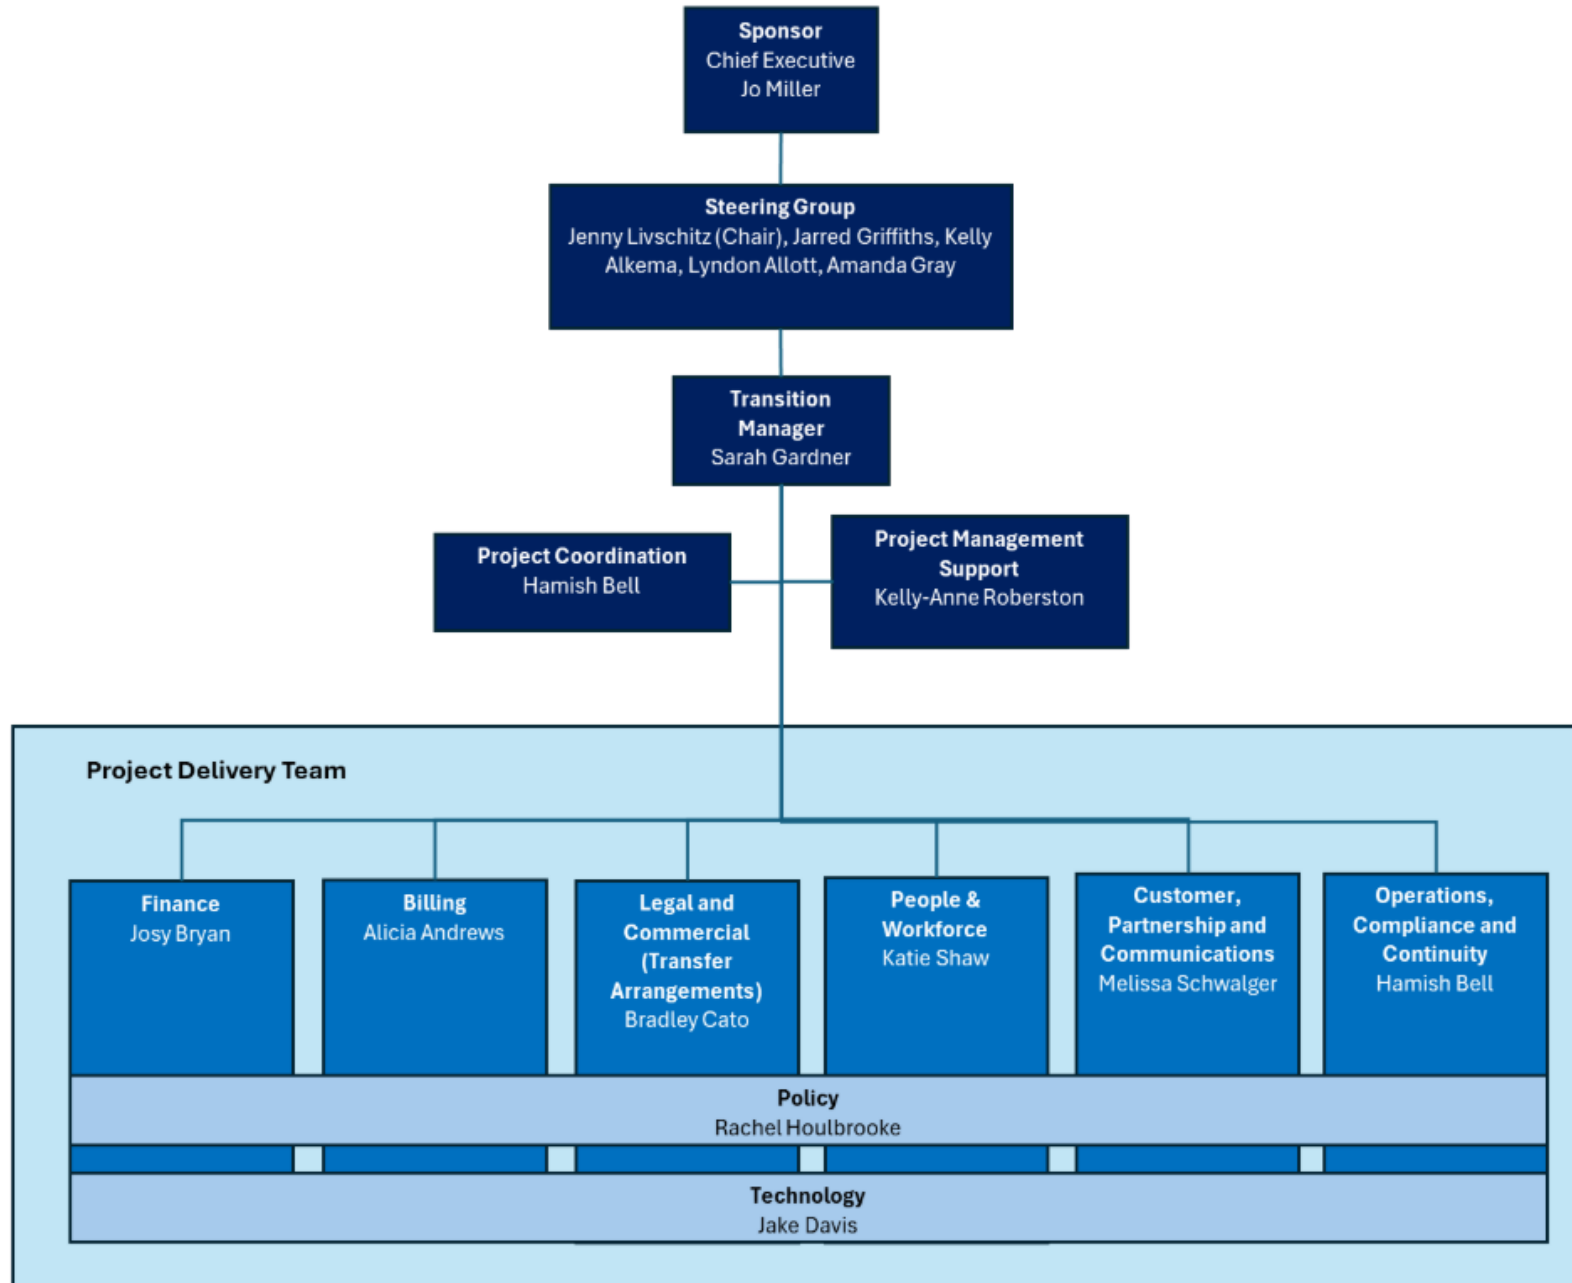 Sponsor
Chief Executive
Jo Miller
Steering Group
Jenny Livschitz (Chair), Jarred Griffiths, Kelly
Alkema, Lyndon Allott, Amanda Gray
Transition
Manager
Sarah Gardner
Project Coordination
Hamish Bell
Project Management
Support
Kelly-Anne Roberston
Project Delivery Team
Finance
Josy Bryan
Billing
Alicia Andrews
Legal and
Commercial
(Transfer
Arrangements)
Bradley Cato
People &
Workforce
Katie Shaw
Customer,
Partnership and
Communications
Melissa Schwalger
Operations,
Compliance and
Continuity
Hamish Bell
Policy
Rachel Houlbrooke
Technology
Jake Davis